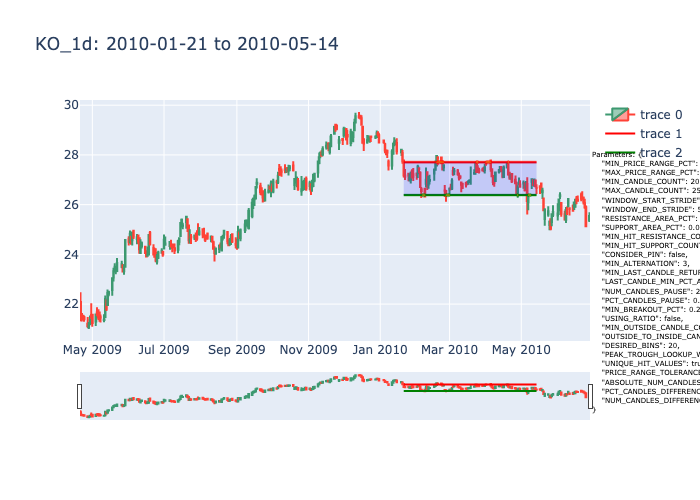 KO_1d: 2010-01-21 to 2010-05-14
30
28
26
24
22
May 2009
Jul 2009
Sep 2009
Nov 2009
Jan 2010
Mar 2010
May 2010
trace 0
trace 1
trace 2
Parameters: {
"MIN_PRICE_RANGE_PCT":
"MAX_PRICE_RANGE_PCT":
"MIN_CANDLE_COUNT": 20
"MAX_CANDLE_COUNT": 25
"WINDOW_START_STRIDE"
"WINDOW_END_STRIDE": 5
"RESISTANCE_AREA_PCT":
"SUPPORT_AREA_PCT": 0.0
"MIN_HIT_RESISTANCE_CO
"MIN_HIT_SUPPORT_COUN
"CONSIDER_PIN": false,
"MIN_ALTERNATION": 3,
"MIN_LAST_CANDLE_RETUR
"LAST_CANDLE_MIN_PCT_A
"NUM_CANDLES_PAUSE": 2
"PCT_CANDLES_PAUSE": 0.
"MIN_BREAKOUT_PCT": 0.2
"USING_RATIO": false,
"MIN_OUTSIDE_CANDLE_CO
"OUTSIDE_TO_INSIDE_CAN
"DESIRED_BINS": 20,
"PEAK_TROUGH_LOOKUP_W
"UNIQUE_HIT_VALUES": tru
"PRICE_RANGE_TOLERANC
"ABSOLUTE_NUM_CANDLES
"PCT_CANDLES_DIFFERENC
"NUM_CANDLES_DIFFEREN
}